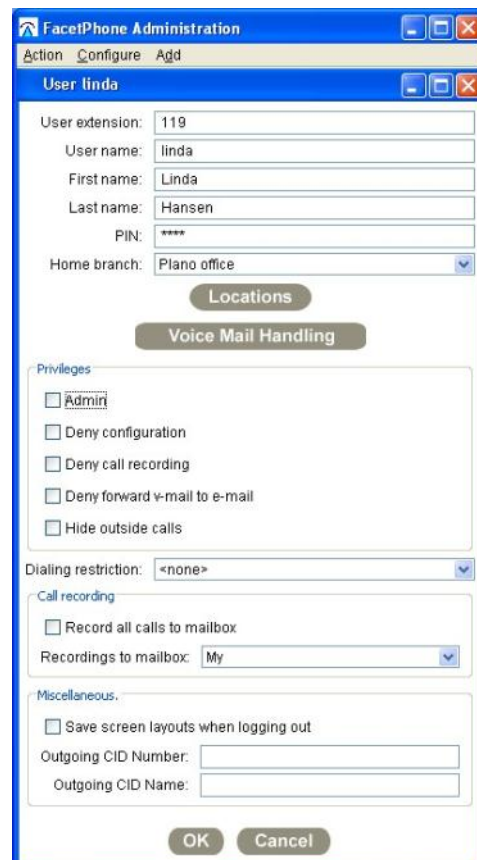 FacetPhone Administration
Action Configure Add
User linda
User extension: 119
User name: linda
First name: Linda
Last name: Hansen
PIN: ****
Home branch: Plano office
Locations
Voice Mail Handling
Privileges
Admin
Deny configuration
Deny call recording
Deny forward v-mail to e-mail
Hide outside calls
Dialing restriction: <none>
Call recording
Record all calls to mailbox
Recordings to mailbox: My
Miscellaneous.
Save screen layouts when logging out
Outgoing CID Number:
Outgoing CID Name:
OK Cancel